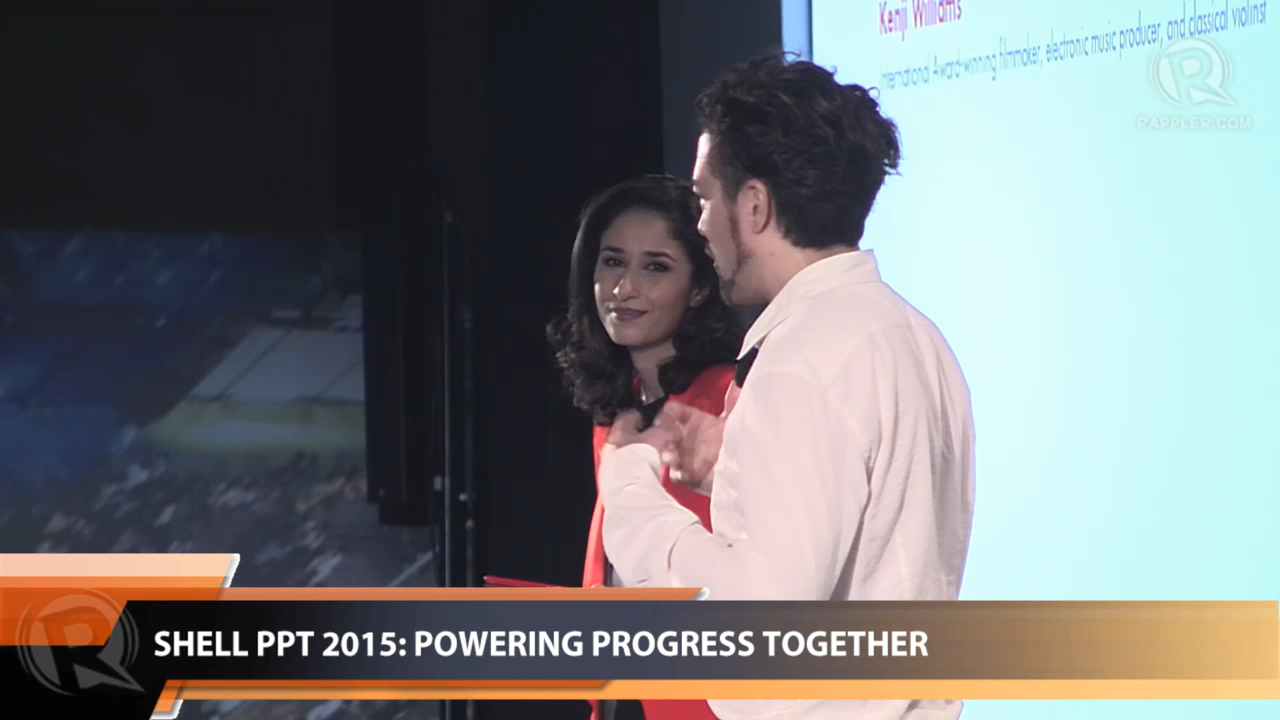 Kenji Williams
International Award-winning filmmaker, electronic music producer, and classical violinst
R
RAPPLER.COM
R
SHELL PPT 2015: POWERING PROGRESS TOGETHER